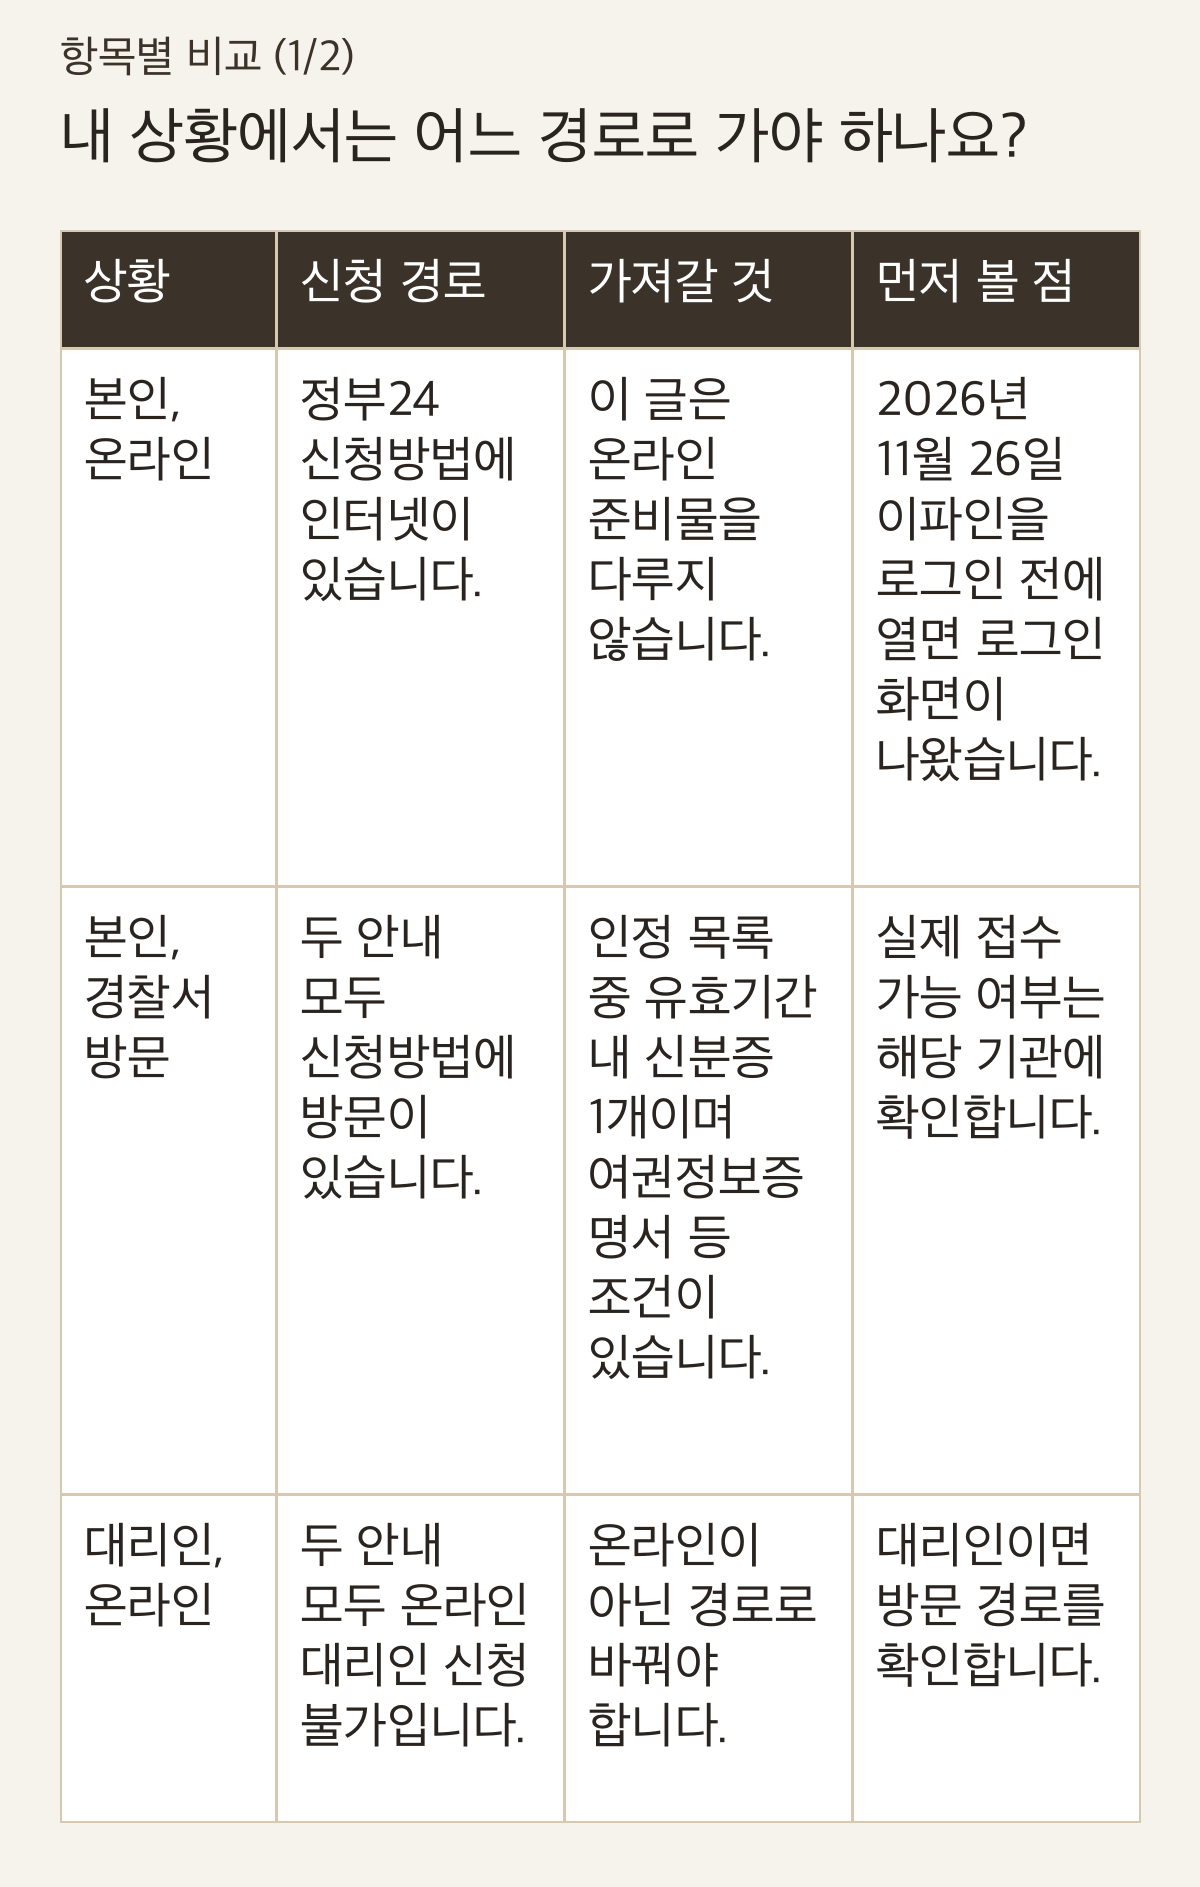 항목별 비교 (1/2)
내 상황에서는 어느 경로로 가야 하나요?
상황
신청 경로
가져갈 것
먼저 볼 점
본인,
온라인
정부24
신청방법에
인터넷이
있습니다.
이 글은
온라인
준비물을
다루지
않습니다.
2026년
11월 26일
이파인을
로그인 전에
열면 로그인
화면이
나왔습니다.
본인,
경찰서
방문
두 안내
모두
신청방법에
방문이
있습니다.
인정 목록
중 유효기간
내 신분증
1개이며
여권정보증
명서 등
조건이
있습니다.
실제 접수
가능 여부는
해당 기관에
확인합니다.
대리인,
온라인
두 안내
모두 온라인
대리인 신청
불가입니다.
온라인이
아닌 경로로
바꿔야
합니다.
대리인이면
방문 경로를
확인합니다.